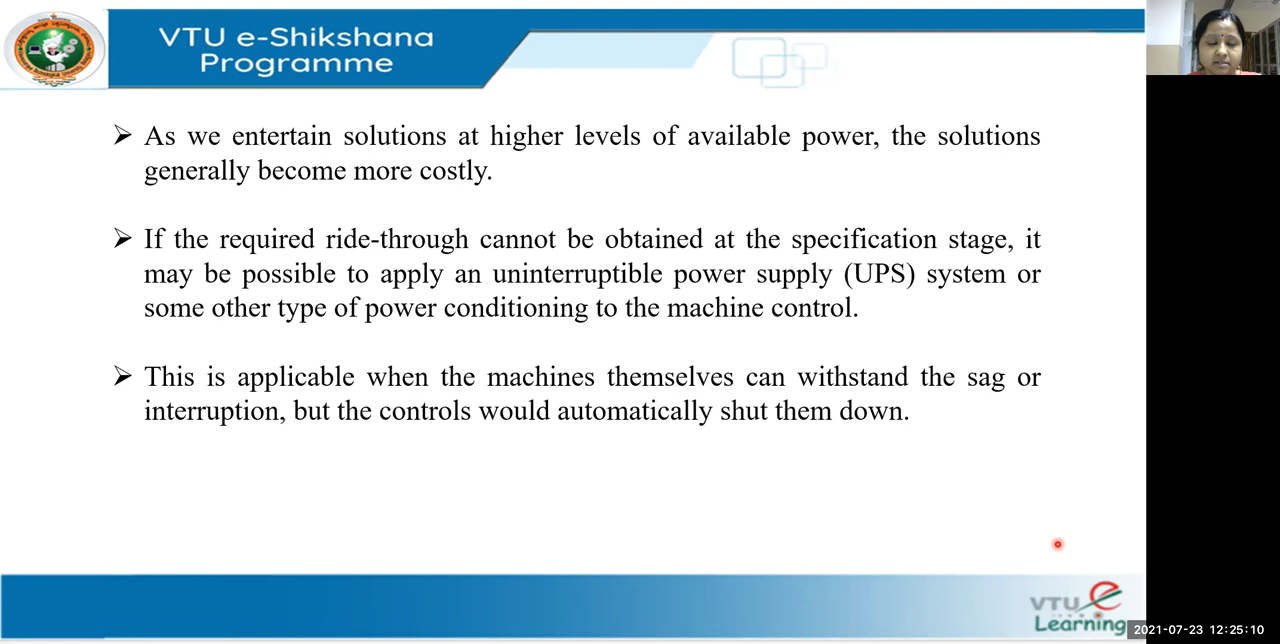 VTU e-Shikshana
Programme
➢ As we entertain solutions at higher levels of available power, the solutions
generally become more costly.
➢ If the required ride-through cannot be obtained at the specification stage, it
may be possible to apply an uninterruptible power supply (UPS) system or
some other type of power conditioning to the machine control.
➢ This is applicable when the machines themselves can withstand the sag or
interruption, but the controls would automatically shut them down.
VTU e
Learning
2021-07-23 12:25:10